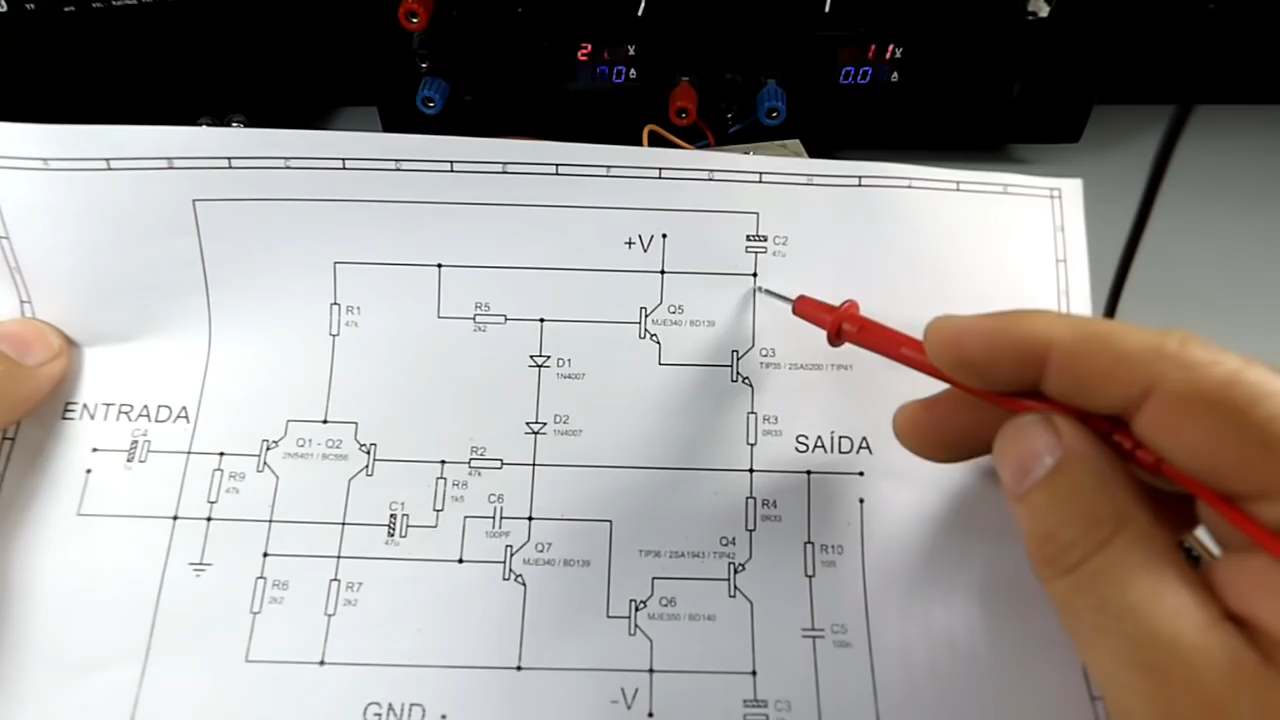 +V
C2
47u
R1
47k
R5
2k2
Q5
MJE340 / BD139
D1
1N4007
Q3
TIP35 / 2SA5200 / TIP41
ENTRADA
C4
1u
D2
1N4007
R3
0R33
SAÍDA
Q1 - Q2
2N5401 / BC556
R2
47k
R9
47k
R8
1k5
C1
47u
C6
100PF
R4
0R33
Q4
TIP36 / 2SA1943 / TIP42
Q7
MJE340 / BD139
R10
10R
R6
2k2
R7
2k2
Q6
MJE350 / BD140
C5
100n
GND
-V
C3